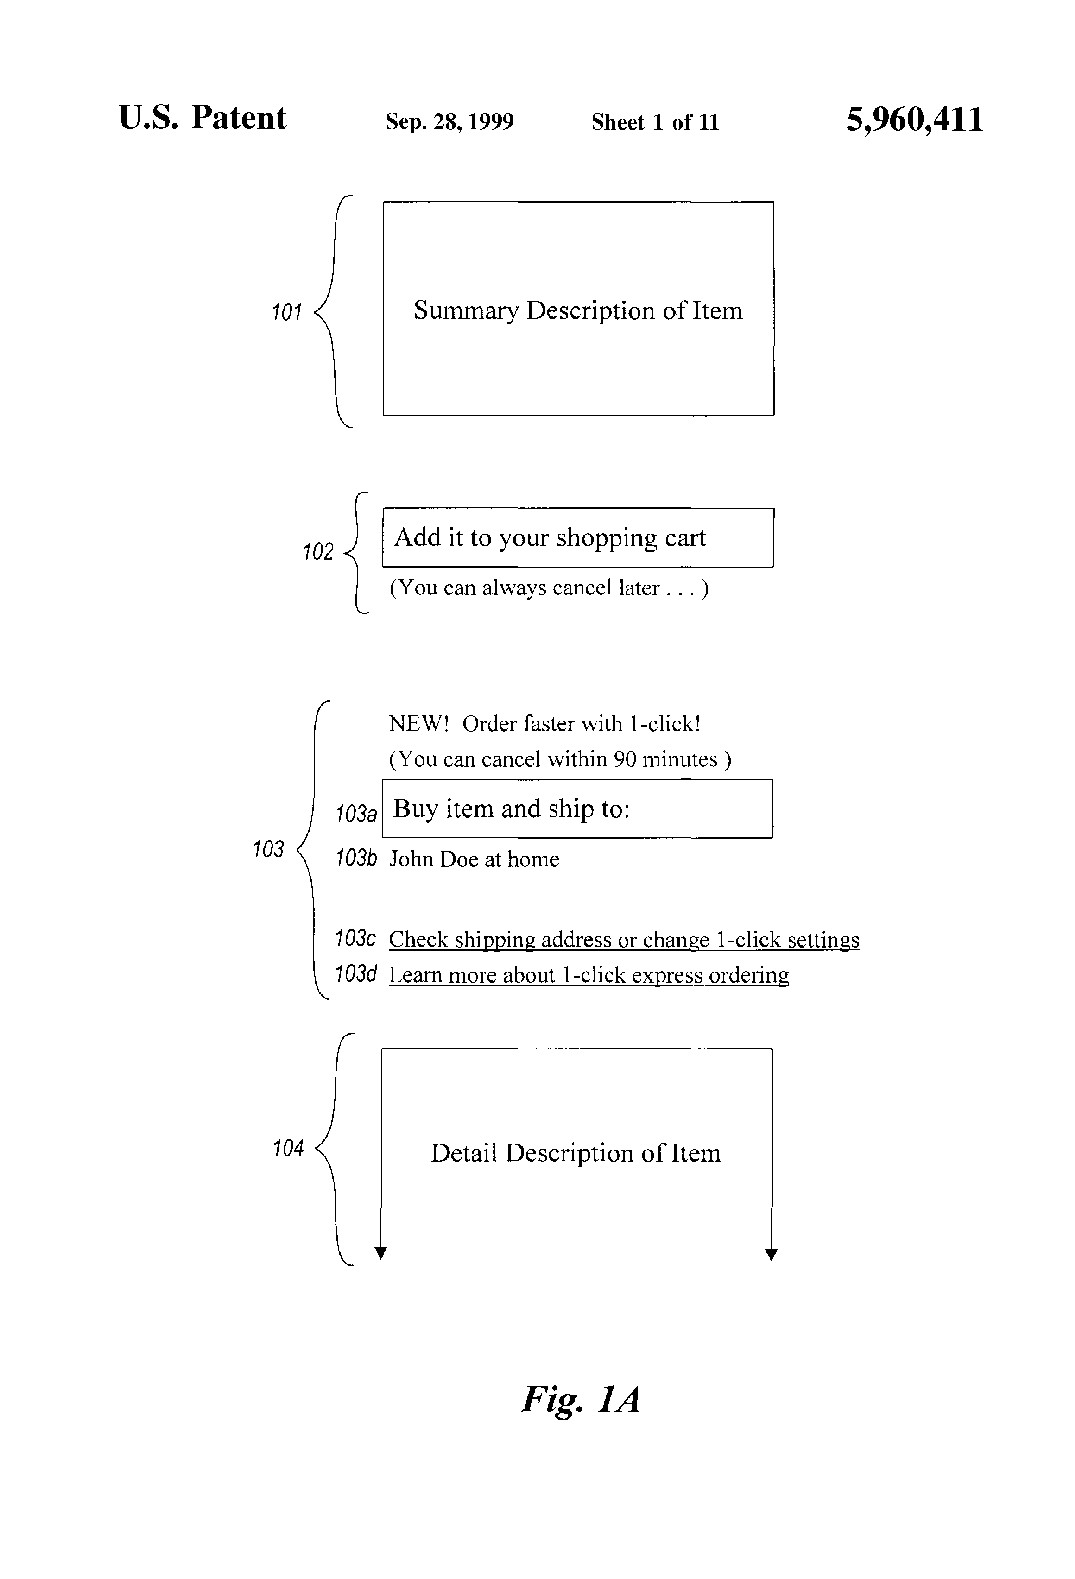 U.S. Patent Sep. 28, 1999 Sheet 1 of 11 5,960,411
101 Summary Description of Item
102 Add it to your shopping cart
(You can always cancel later . . . )
NEW! Order faster with 1-click!
(You can cancel within 90 minutes )
103a Buy item and ship to:
103
103b John Doe at home
103c Check shipping address or change 1-click settings
103d Learn more about 1-click express ordering
104 Detail Description of Item
Fig. 1A